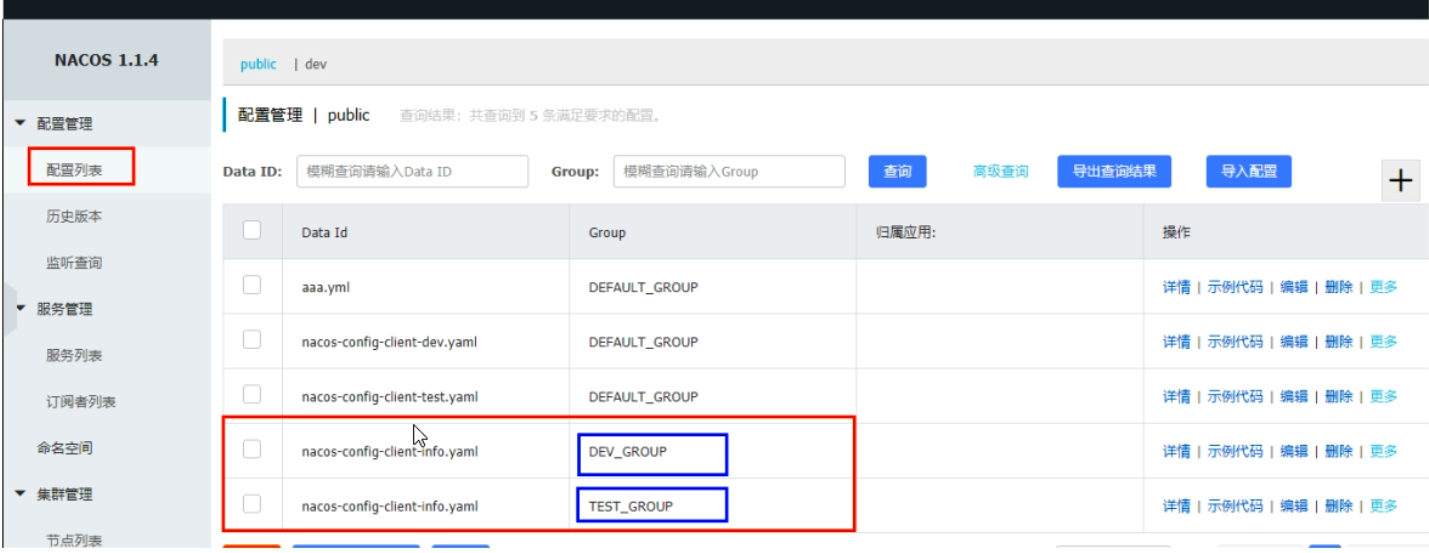 NACOS 1.1.4
配置管理
配置列表
历史版本
监听查询
服务管理
服务列表
订阅者列表
命名空间
集群管理
节点列表
public | dev
配置管理 | public 查询结果：共查询到 5 条满足要求的配置。
Data ID: 模糊查询请输入Data ID Group: 模糊查询请输入Group 查询 高级查询 导出查询结果 导入配置 +
Data Id Group 归属应用: 操作
aaa.yml DEFAULT_GROUP 详情 | 示例代码 | 编辑 | 删除 | 更多
nacos-config-client-dev.yaml DEFAULT_GROUP 详情 | 示例代码 | 编辑 | 删除 | 更多
nacos-config-client-test.yaml DEFAULT_GROUP 详情 | 示例代码 | 编辑 | 删除 | 更多
nacos-config-client-info.yaml DEV_GROUP 详情 | 示例代码 | 编辑 | 删除 | 更多
nacos-config-client-info.yaml TEST_GROUP 详情 | 示例代码 | 编辑 | 删除 | 更多